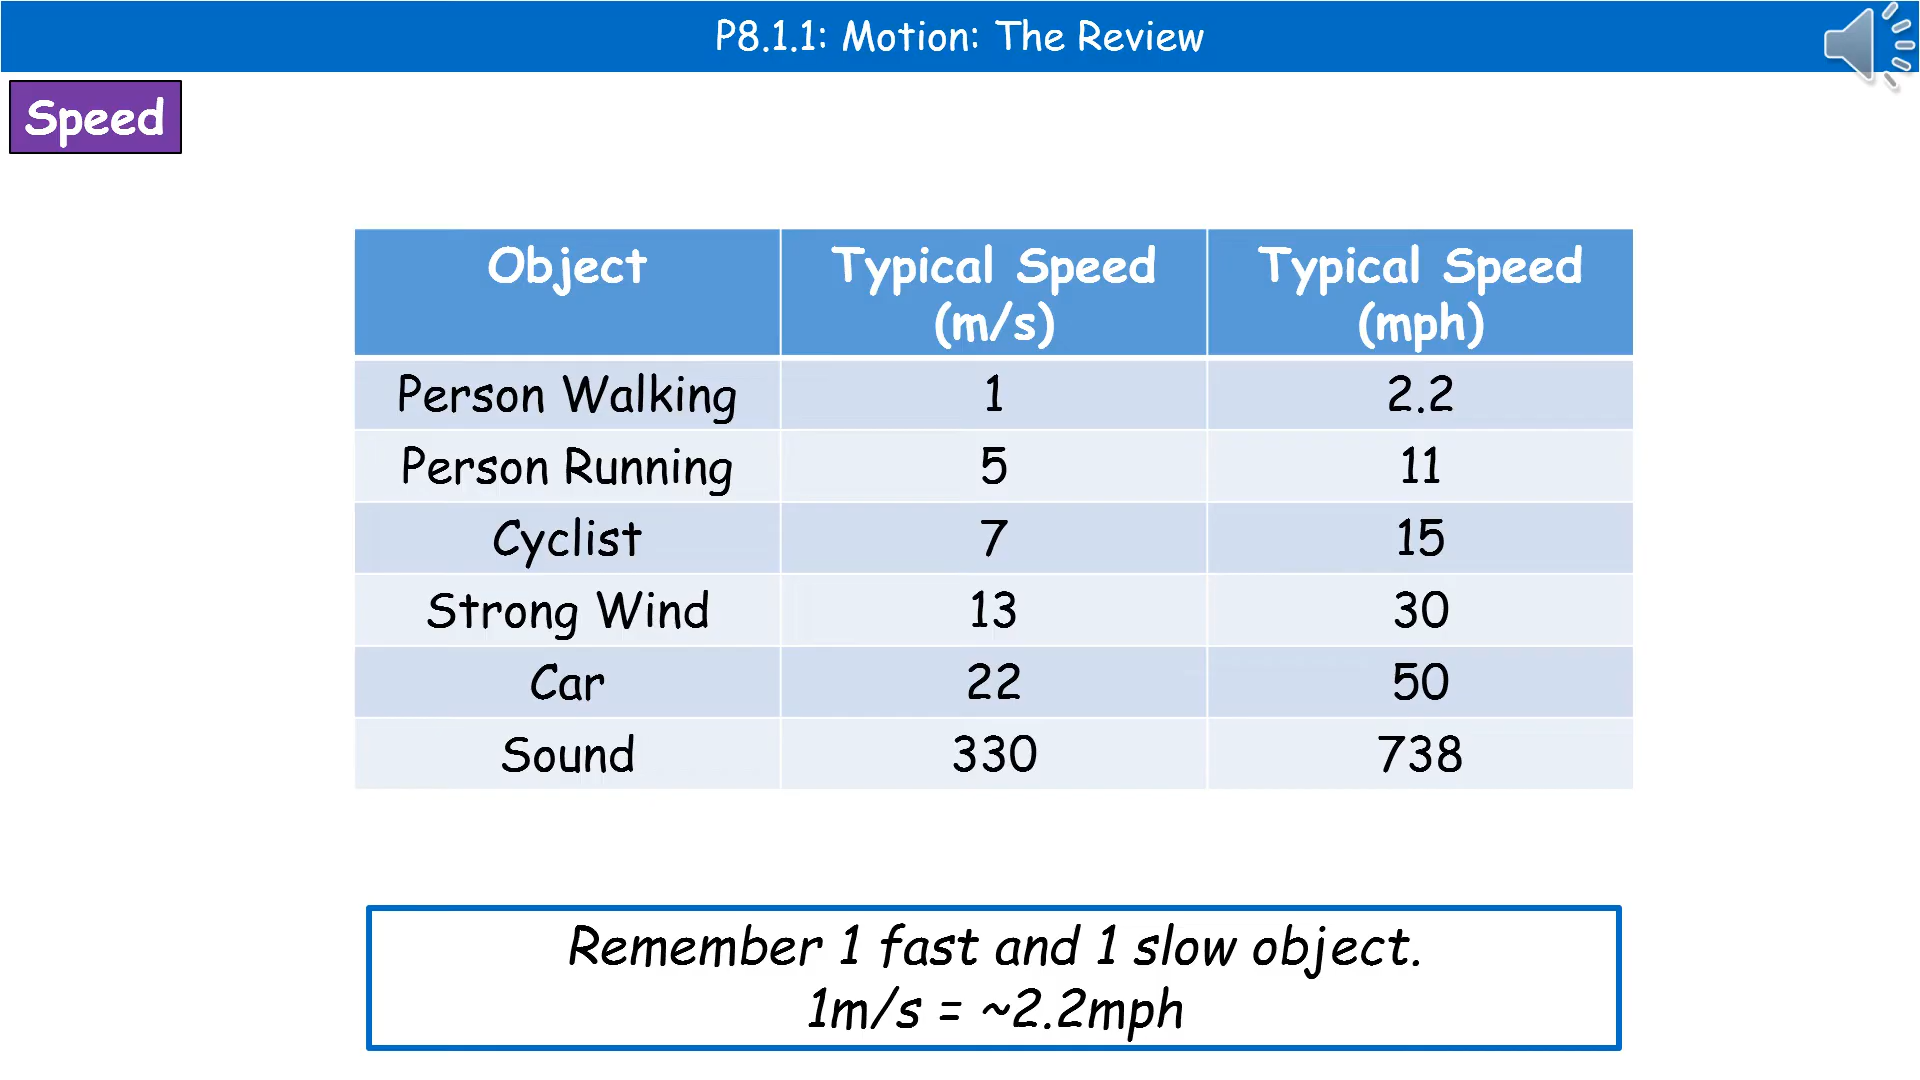 P8.1.1: Motion: The Review
Speed
Object Typical Speed (m/s) Typical Speed (mph)
Person Walking 1 2.2
Person Running 5 11
Cyclist 7 15
Strong Wind 13 30
Car 22 50
Sound 330 738
Remember 1 fast and 1 slow object.
1m/s = ~2.2mph